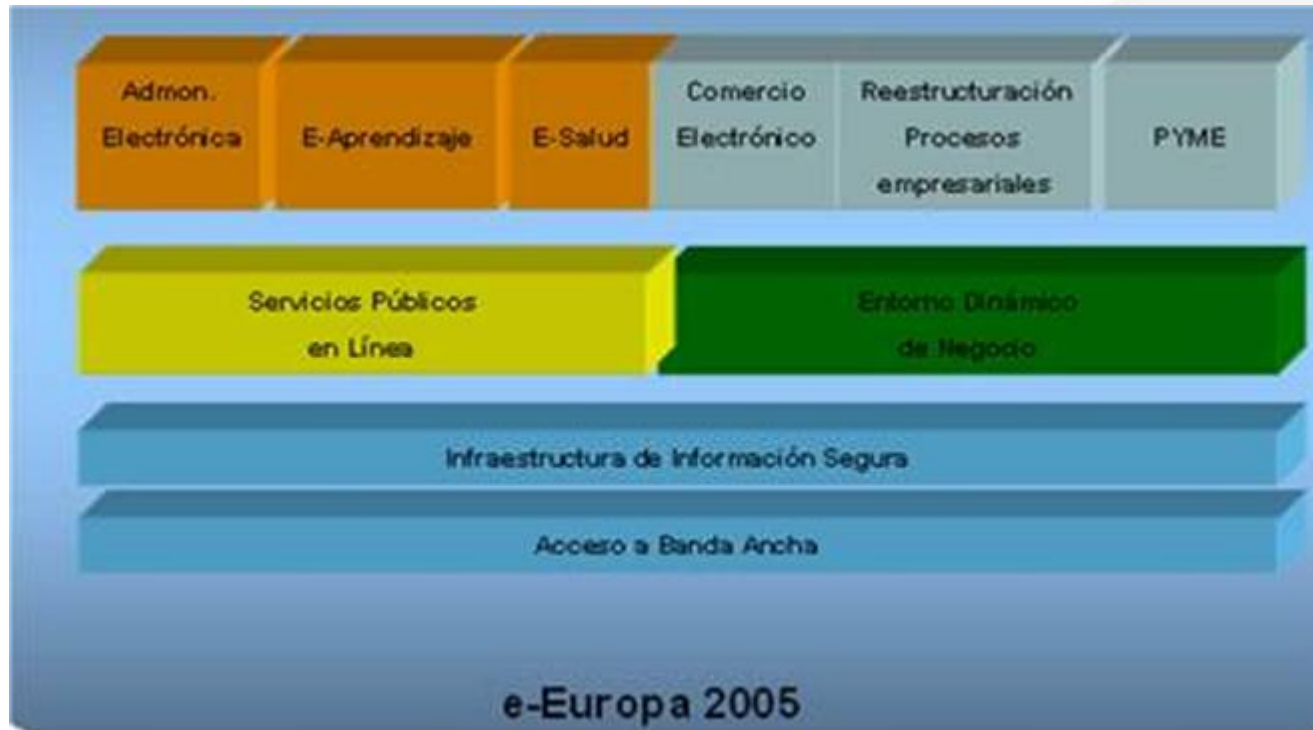 Admon.
Electrónica
E-Aprendizaje
E-Salud
Comercio
Electrónico
Reestructuración
Procesos
empresariales
PYME
Servicios Públicos
en Línea
Entorno Dinámico
de Negocio
Infraestructura de Información Segura
Acceso a Banda Ancha
e-Europa 2005